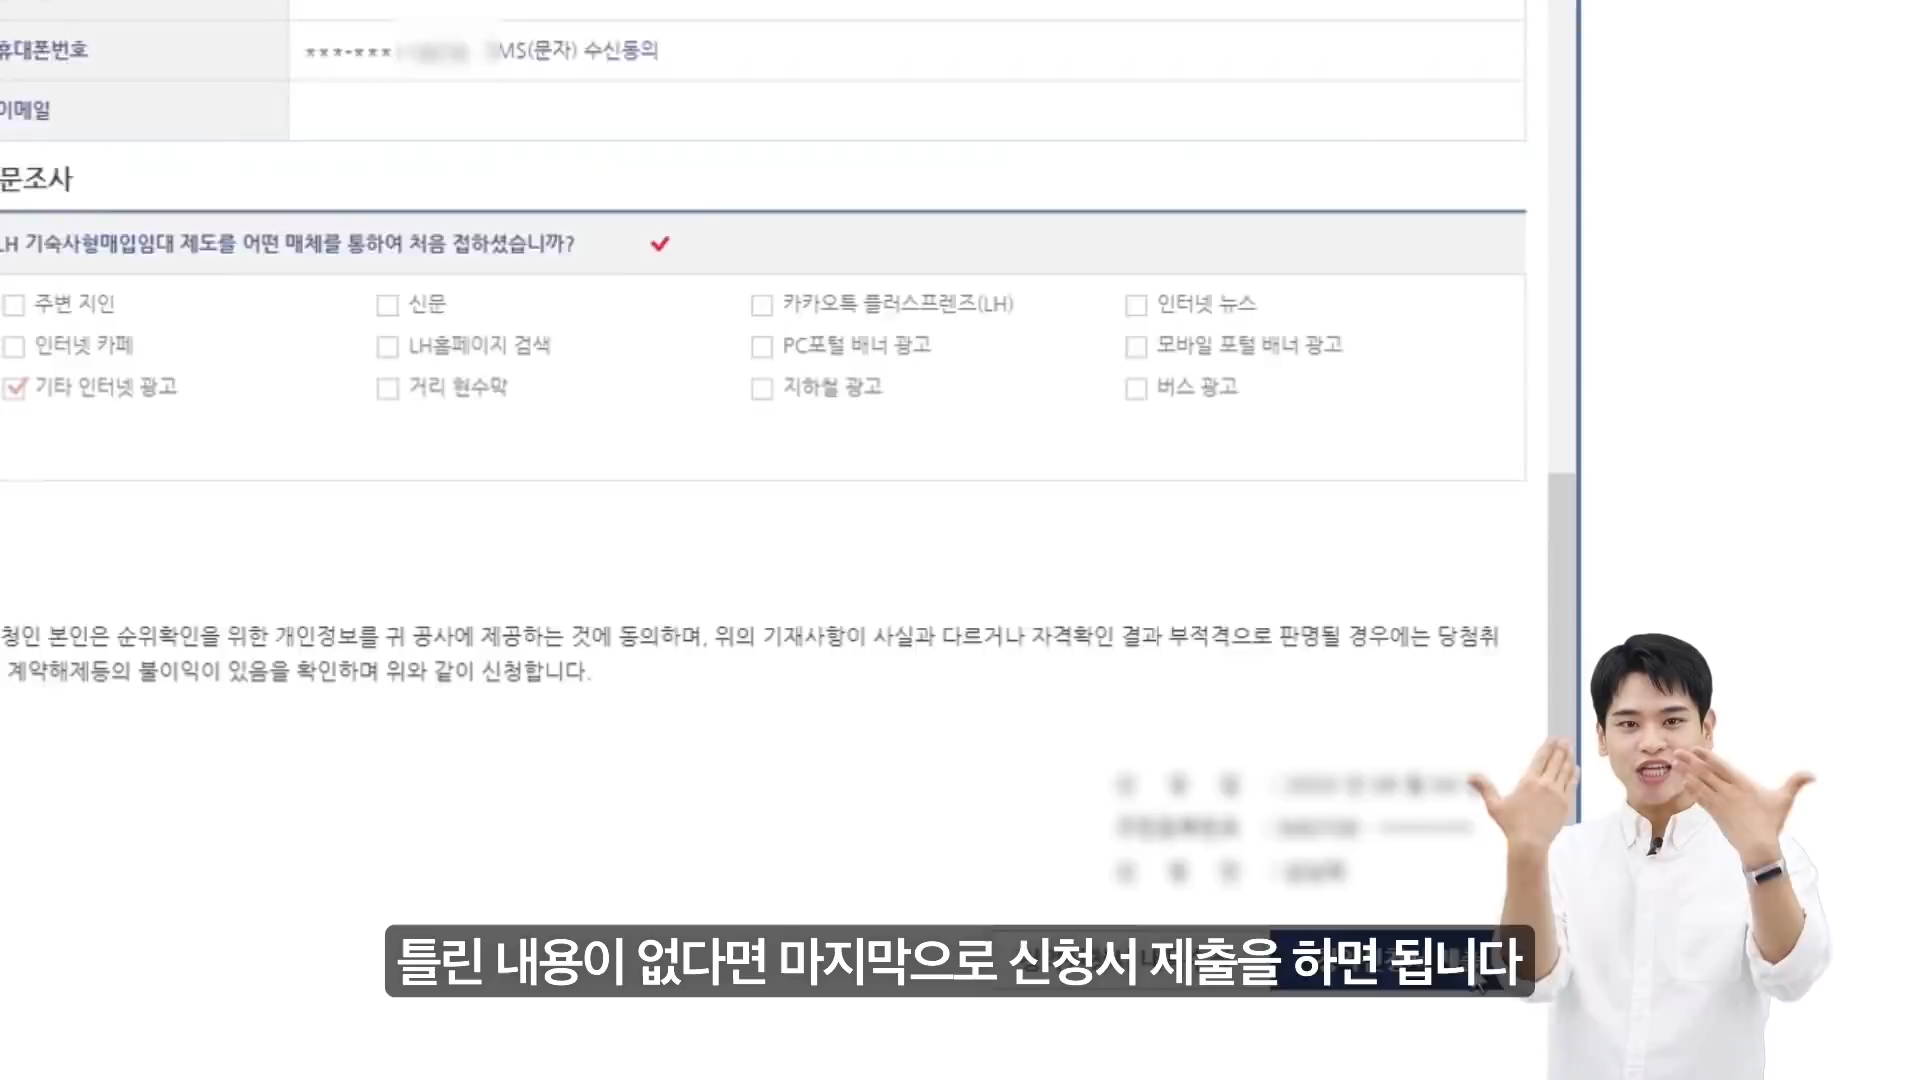 휴대폰번호 ***-*** MS(문자) 수신동의
이메일
문조사
LH 기숙사형매입임대 제도를 어떤 매체를 통하여 처음 접하셨습니까?
주변 지인 신문 카카오톡 플러스프렌즈(LH) 인터넷 뉴스
인터넷 카페 LH홈페이지 검색 PC포털 배너 광고 모바일 포털 배너 광고
기타 인터넷 광고 거리 현수막 지하철 광고 버스 광고
청인 본인은 순위확인을 위한 개인정보를 귀 공사에 제공하는 것에 동의하며, 위의 기재사항이 사실과 다르거나 자격확인 결과 부적격으로 판명될 경우에는 당첨취
계약해제등의 불이익이 있음을 확인하며 위와 같이 신청합니다.
틀린 내용이 없다면 마지막으로 신청서 제출을 하면 됩니다